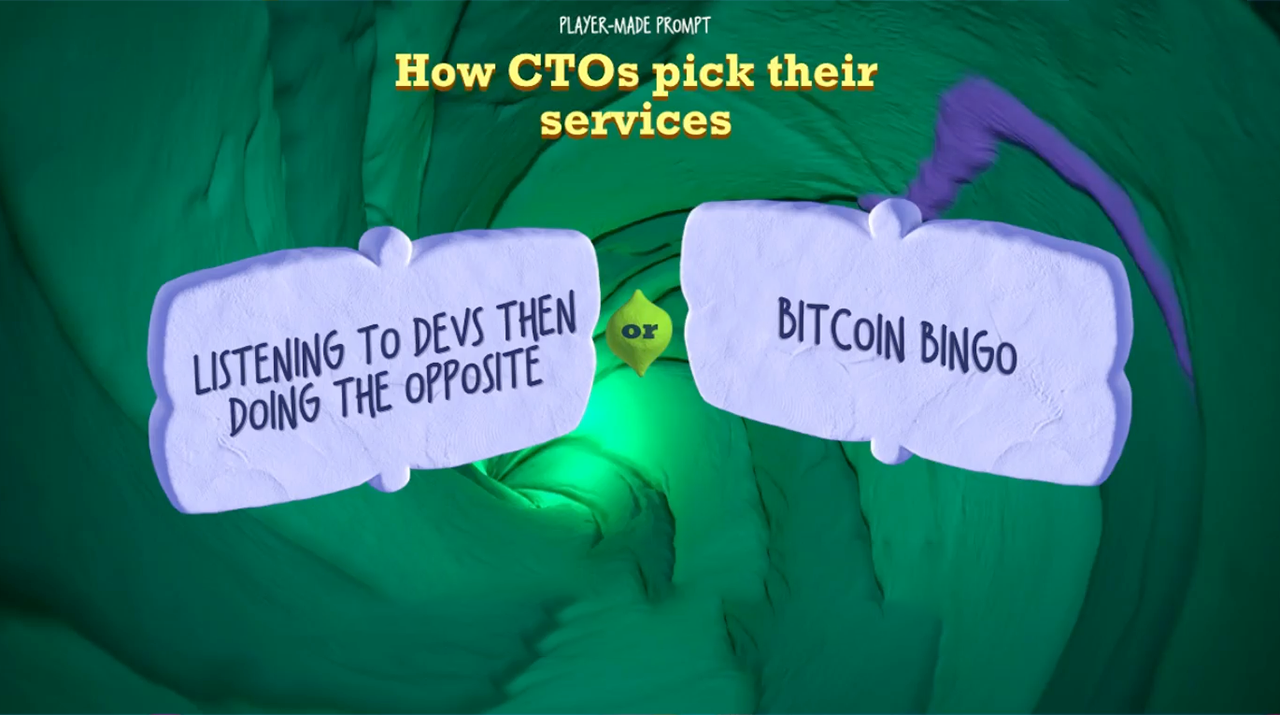 PLAYER-MADE PROMPT
How CTOs pick their
services
LISTENING TO DEVS THEN
DOING THE OPPOSITE
or
BITCOIN BINGO